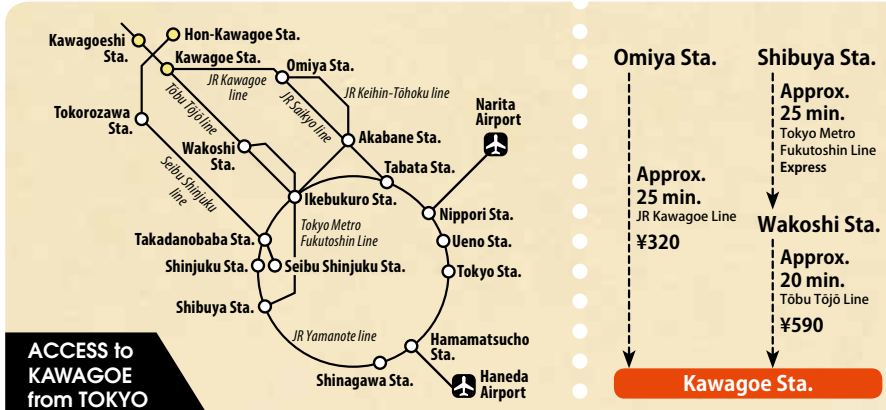 Kawagoeshi
Sta.
Hon-Kawagoe Sta.
Kawagoe Sta.
JR Kawagoe
line
Omiya Sta.
JR Keihin-Tōhoku line
JR Saikyo line
Tōbu Tōjō line
Tokorozawa
Sta.
Wakoshi
Sta.
Akabane Sta.
Narita
Airport
Tabata Sta.
Seibu Shinjuku
line
Ikebukuro Sta.
Tokyo Metro
Fukutoshin Line
Nippori Sta.
Takadanobaba Sta.
Ueno Sta.
Shinjuku Sta.
Seibu Shinjuku Sta.
Tokyo Sta.
Shibuya Sta.
JR Yamanote line
Hamamatsucho
Sta.
Shinagawa Sta.
Haneda
Airport
ACCESS to
KAWAGOE
from TOKYO
Omiya Sta.
Approx.
25 min.
JR Kawagoe Line
¥320
Shibuya Sta.
Approx.
25 min.
Tokyo Metro
Fukutoshin Line
Express
Wakoshi Sta.
Approx.
20 min.
Tōbu Tōjō Line
¥590
Kawagoe Sta.